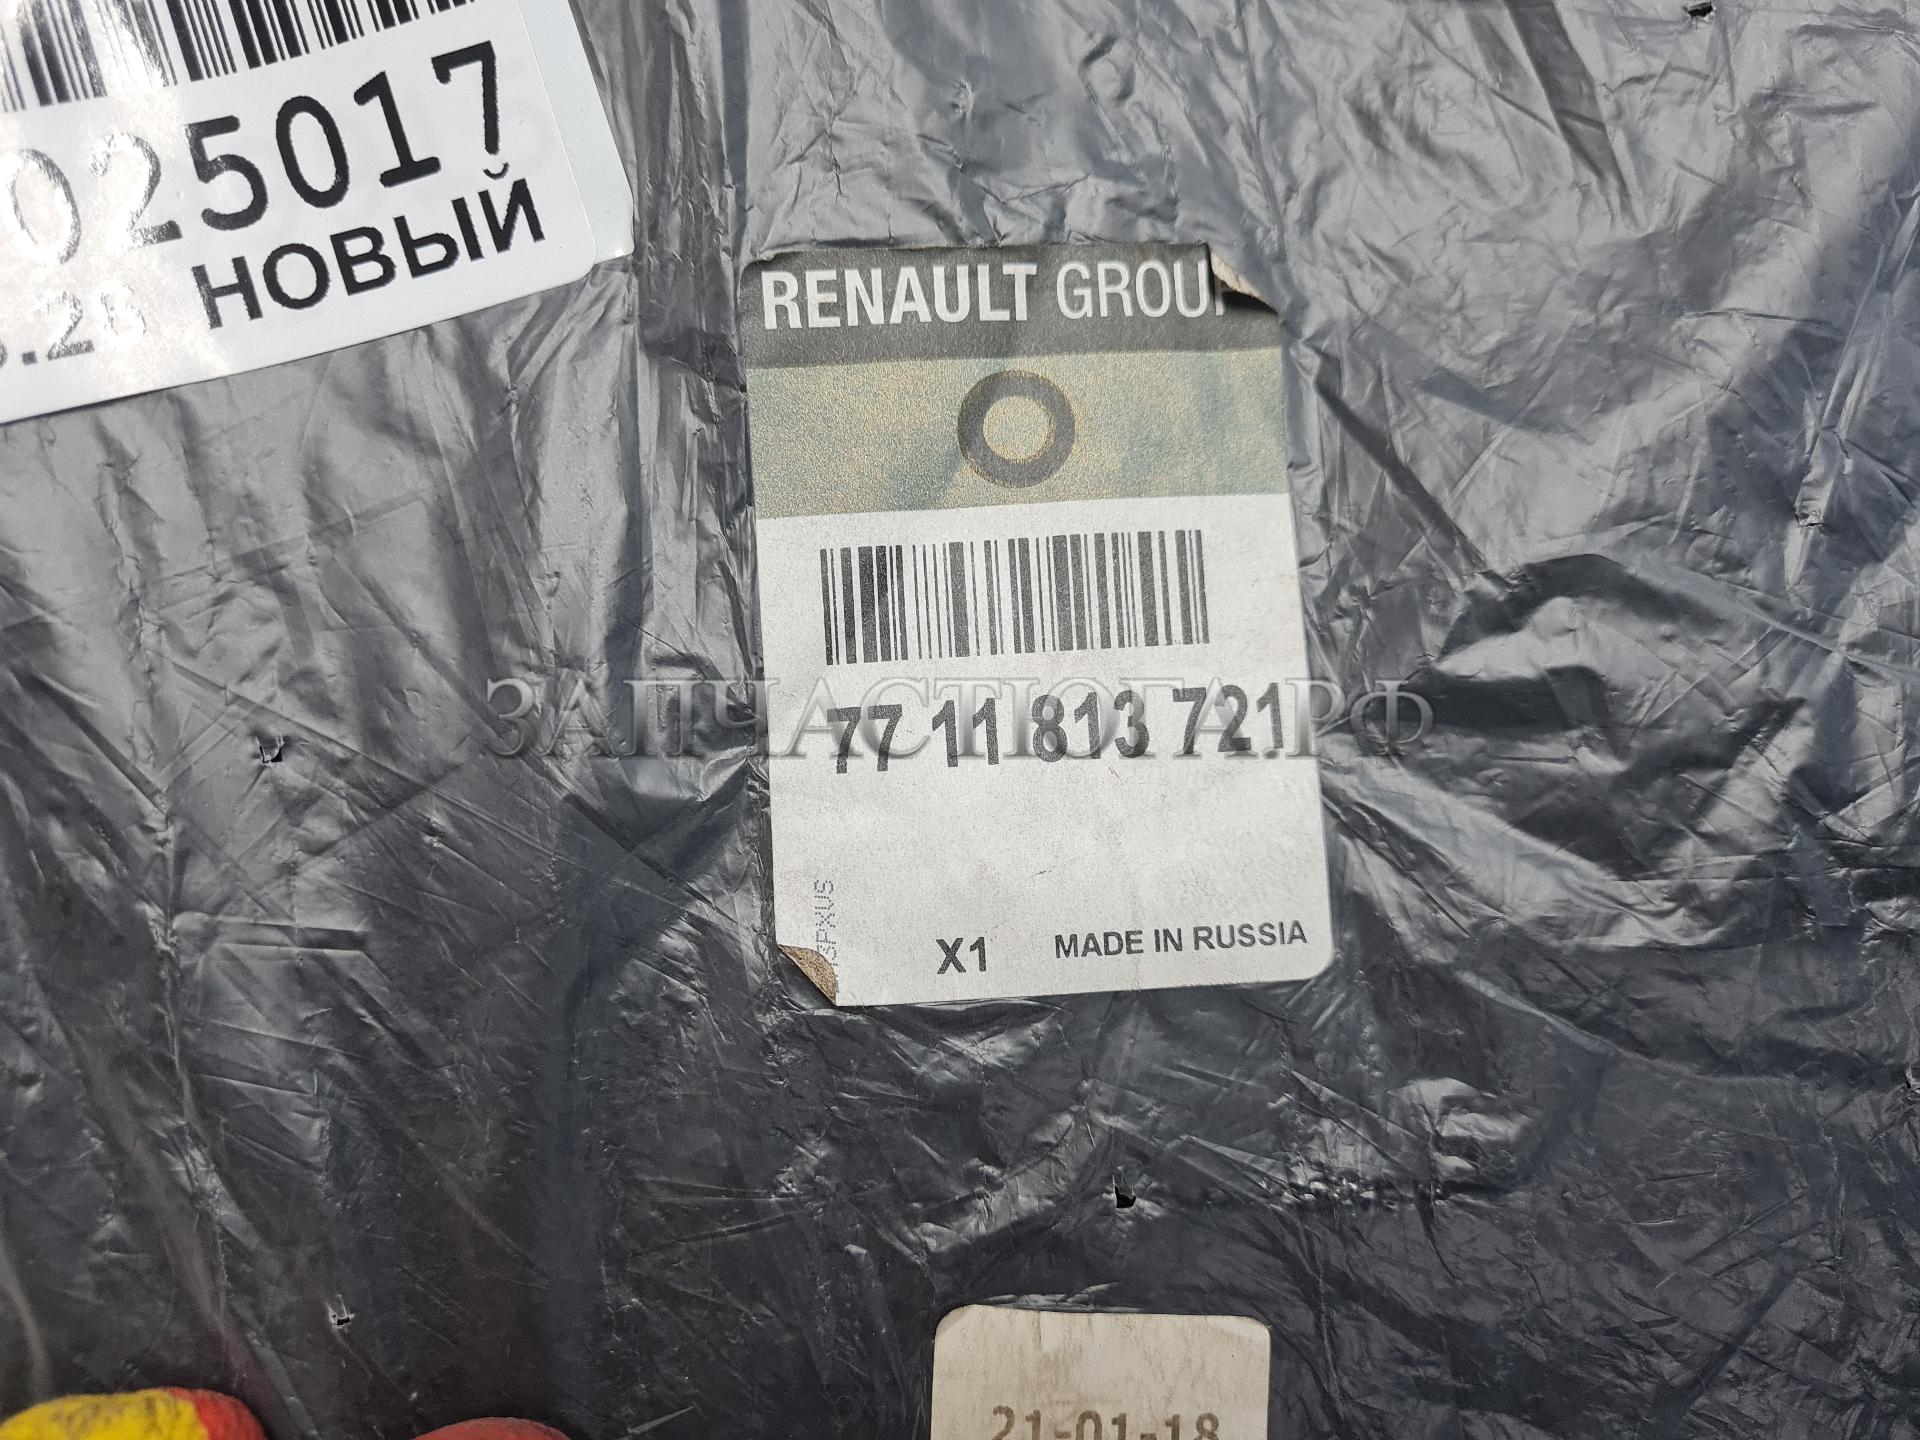 025017
.28 НОВЫЙ
RENAULT GROUP
77 11 813 721
ЗАПЧАСТЮГА.РФ
X1 MADE IN RUSSIA
21-01-18